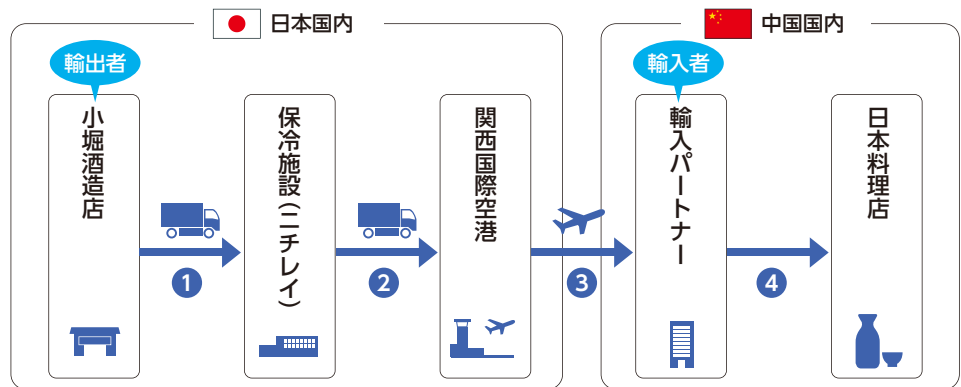 日本国内
中国国内
輸出者
輸入者
小堀酒造店
保冷施設（ニチレイ）
関西国際空港
輸入パートナー
日本料理店
1
2
3
4